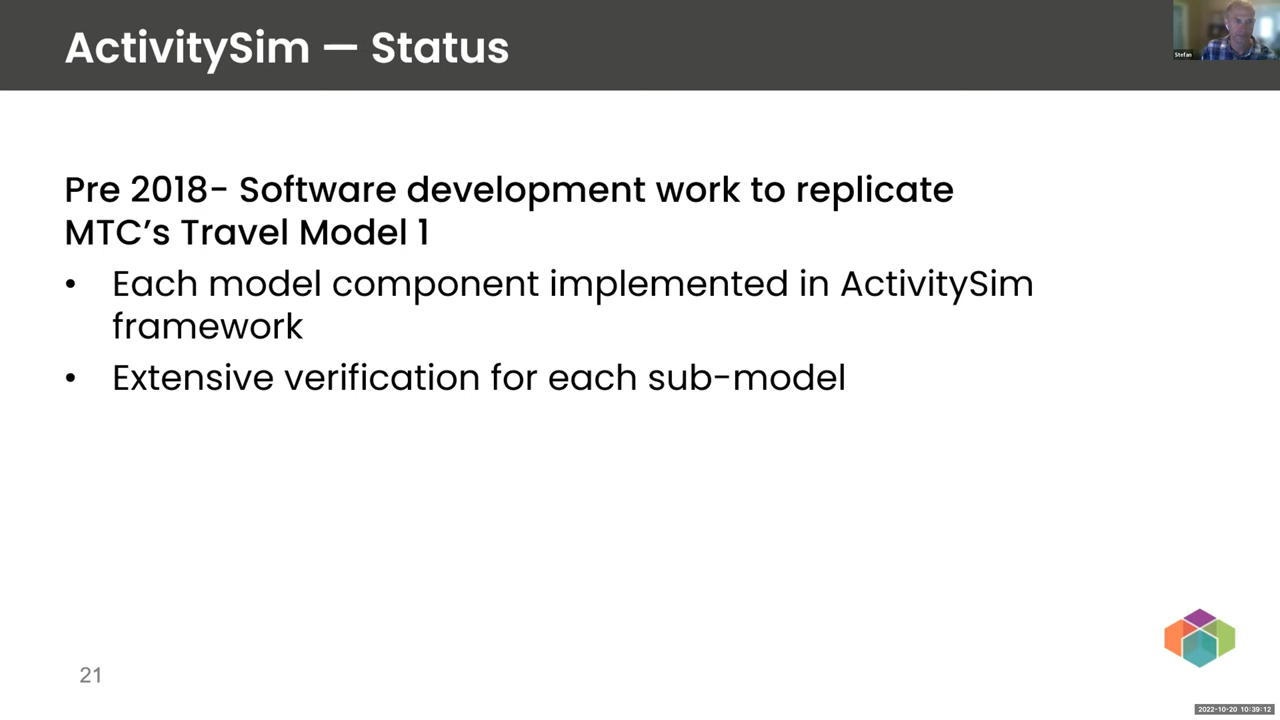 ActivitySim — Status
Stefan
Pre 2018- Software development work to replicate
MTC's Travel Model 1
• Each model component implemented in ActivitySim
framework
• Extensive verification for each sub-model
21
2022-10-20 10:39:12